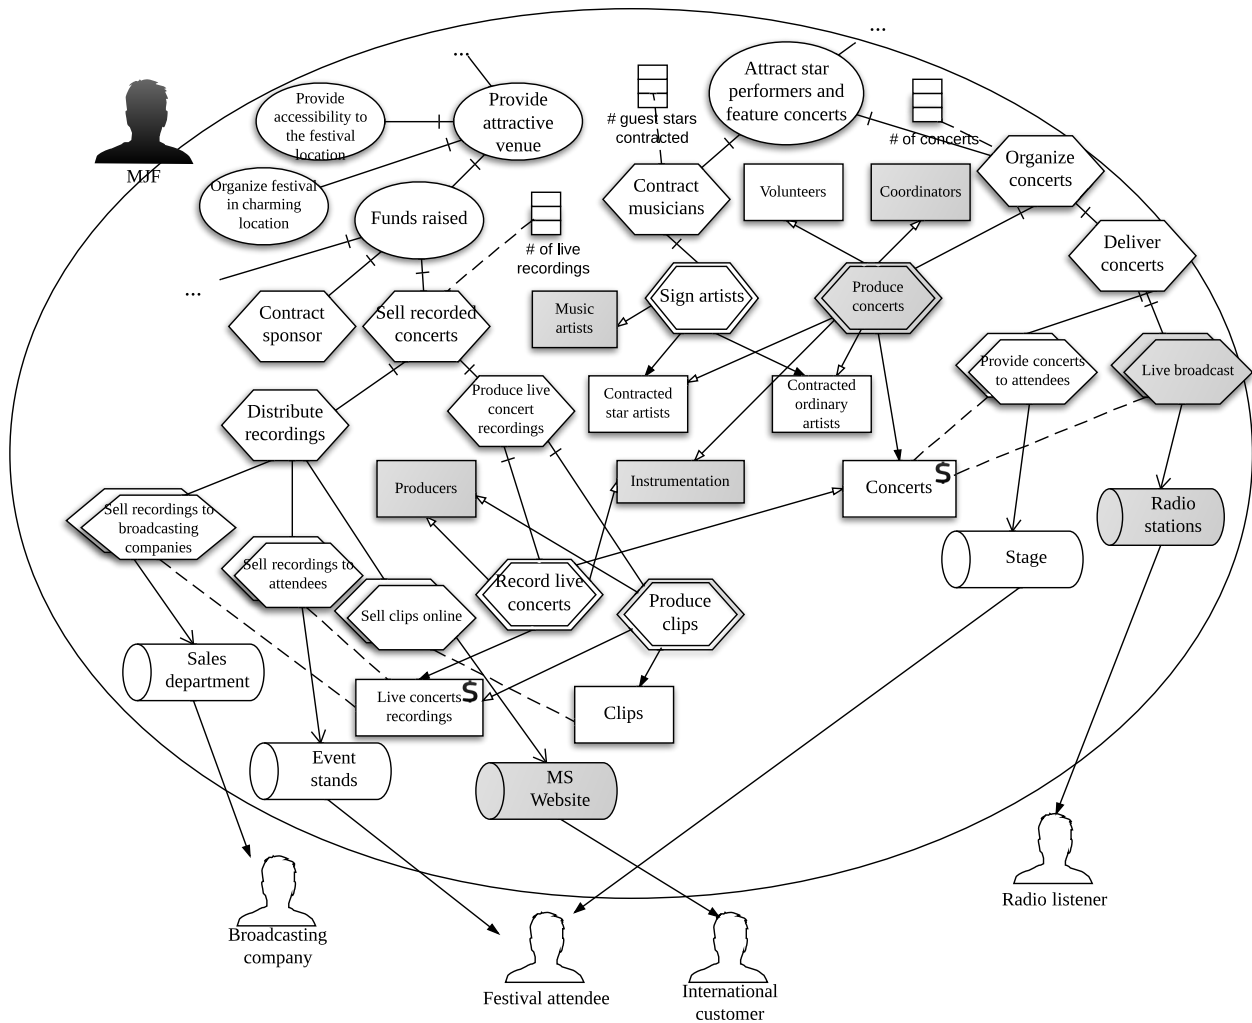 ...
...
Attract star
performers and
feature concerts
Provide
accessibility to
the festival
location
Provide
attractive
venue
# guest stars
contracted
# of concerts
MJF
Organize festival
in charming
location
Funds raised
Contract
musicians
Volunteers
Coordinators
Organize
concerts
# of live
recordings
Deliver
concerts
...
Contract
sponsor
Sell recorded
concerts
Music
artists
Sign artists
Produce
concerts
Provide concerts
to attendees
Live broadcast
Distribute
recordings
Produce live
concert
recordings
Contracted
star artists
Contracted
ordinary
artists
Producers
Instrumentation
Concerts
S
Radio
stations
Sell recordings to
broadcasting
companies
Sell recordings to
attendees
Stage
Record live
concerts
Produce
clips
Sell clips online
Sales
department
Live concerts
recordings
S
Clips
Event
stands
MS
Website
Broadcasting
company
Radio listener
Festival attendee
International
customer